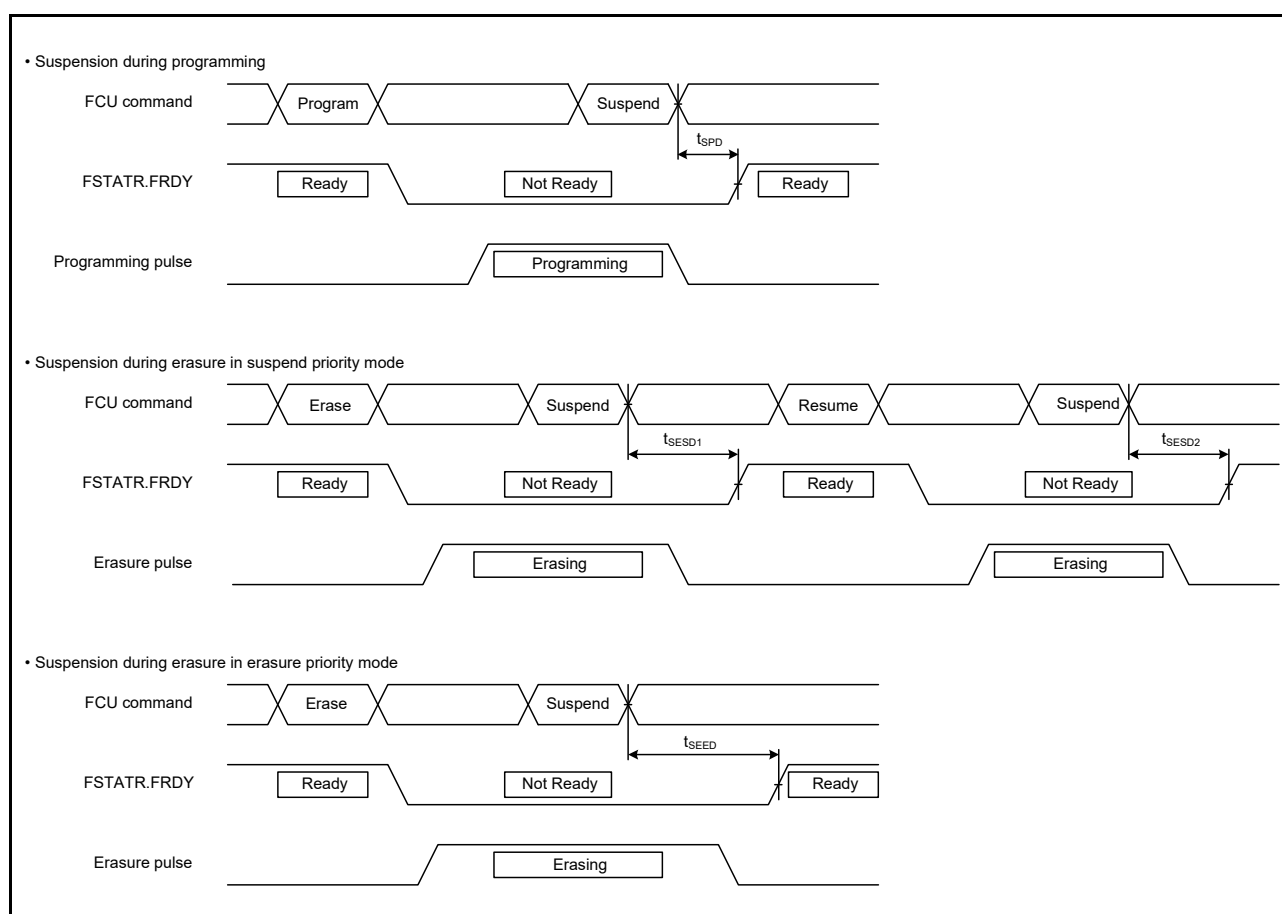 • Suspension during programming
FCU command Program Suspend
tSPD
FSTATR.FRDY Ready Not Ready Ready
Programming pulse Programming
• Suspension during erasure in suspend priority mode
FCU command Erase Suspend Resume Suspend
tSESD1 tSESD2
FSTATR.FRDY Ready Not Ready Ready Not Ready
Erasure pulse Erasing Erasing
• Suspension during erasure in erasure priority mode
FCU command Erase Suspend
tSEED
FSTATR.FRDY Ready Not Ready Ready
Erasure pulse Erasing